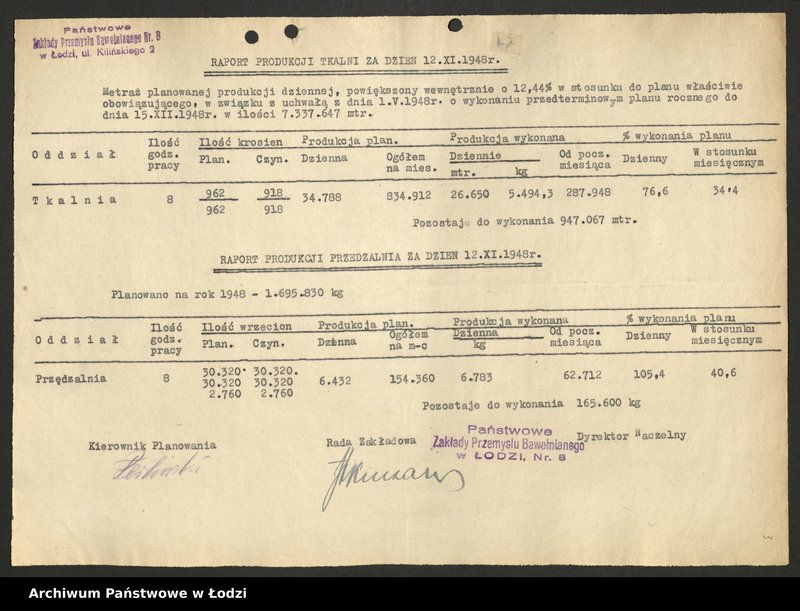 Państwowe
Zakłady Przemysłu Bawełnianego Nr. 8
w Łodzi, ul. Kilińskiego 2
RAPORT PRODUKCJI TKALNI ZA DZIEN 12.XI.1948r.
Metraż planowanej produkcji dziennej, powiększony wewnętrznie o 12,44% w stosunku do planu właściwie
obowiązującego, w związku z uchwałą z dnia 1.V.1948r. o wykonaniu przedterminowym planu rocznego do
dnia 15.XII.1948r. w ilości 7.337.647 mtr.
Oddział Ilość godz. pracy Ilość krosien Produkcja plan. Produkcja wykonana % wykonania planu
Plan. Czyn. Dzienna Ogółem na mies. Dziennie mtr. kg Od pocz. miesiąca Dzienny W stosunku miesięcznym
Tkalnia 8 962 918 34.788 834.912 26.650 5.494,3 287.948 76,6 34,4
962 918
Pozostaje do wykonania 947.067 mtr.
RAPORT PRODUKCJI PRZEDZALNIA ZA DZIEN 12.XI.1948r.
Planowano na rok 1948 - 1.695.830 kg
Oddział Ilość godz. pracy Ilość wrzecion Produkcja plan. Produkcja wykonana % wykonania planu
Plan. Czyn. Dzienna Ogółem na m-c Dzienna kg Od pocz. miesiąca Dzienny W stosunku miesięcznym
Przędzalnia 8 30.320. 30.320. 6.432 154.360 6.783 62.712 105,4 40,6
30.320 30.320
2.760 2.760
Pozostaje do wykonania 165.600 kg
Kierownik Planowania Rada Zakładowa Dyrektor Naczelny
Państwowe
Zakłady Przemysłu Bawełnianego
w ŁODZI, Nr. 8
Archiwum Państwowe w Łodzi